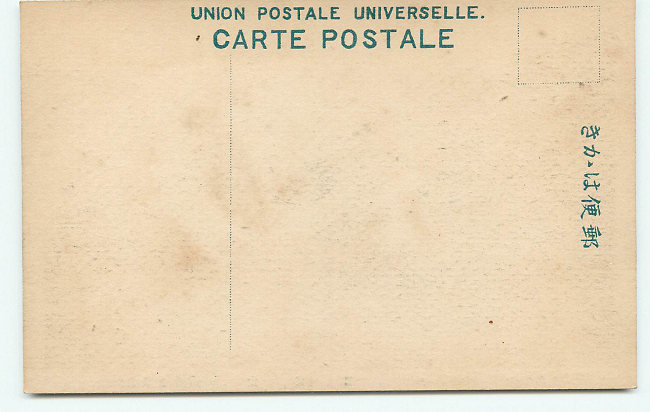 UNION POSTALE UNIVERSELLE.
CARTE POSTALE
郵便はがき